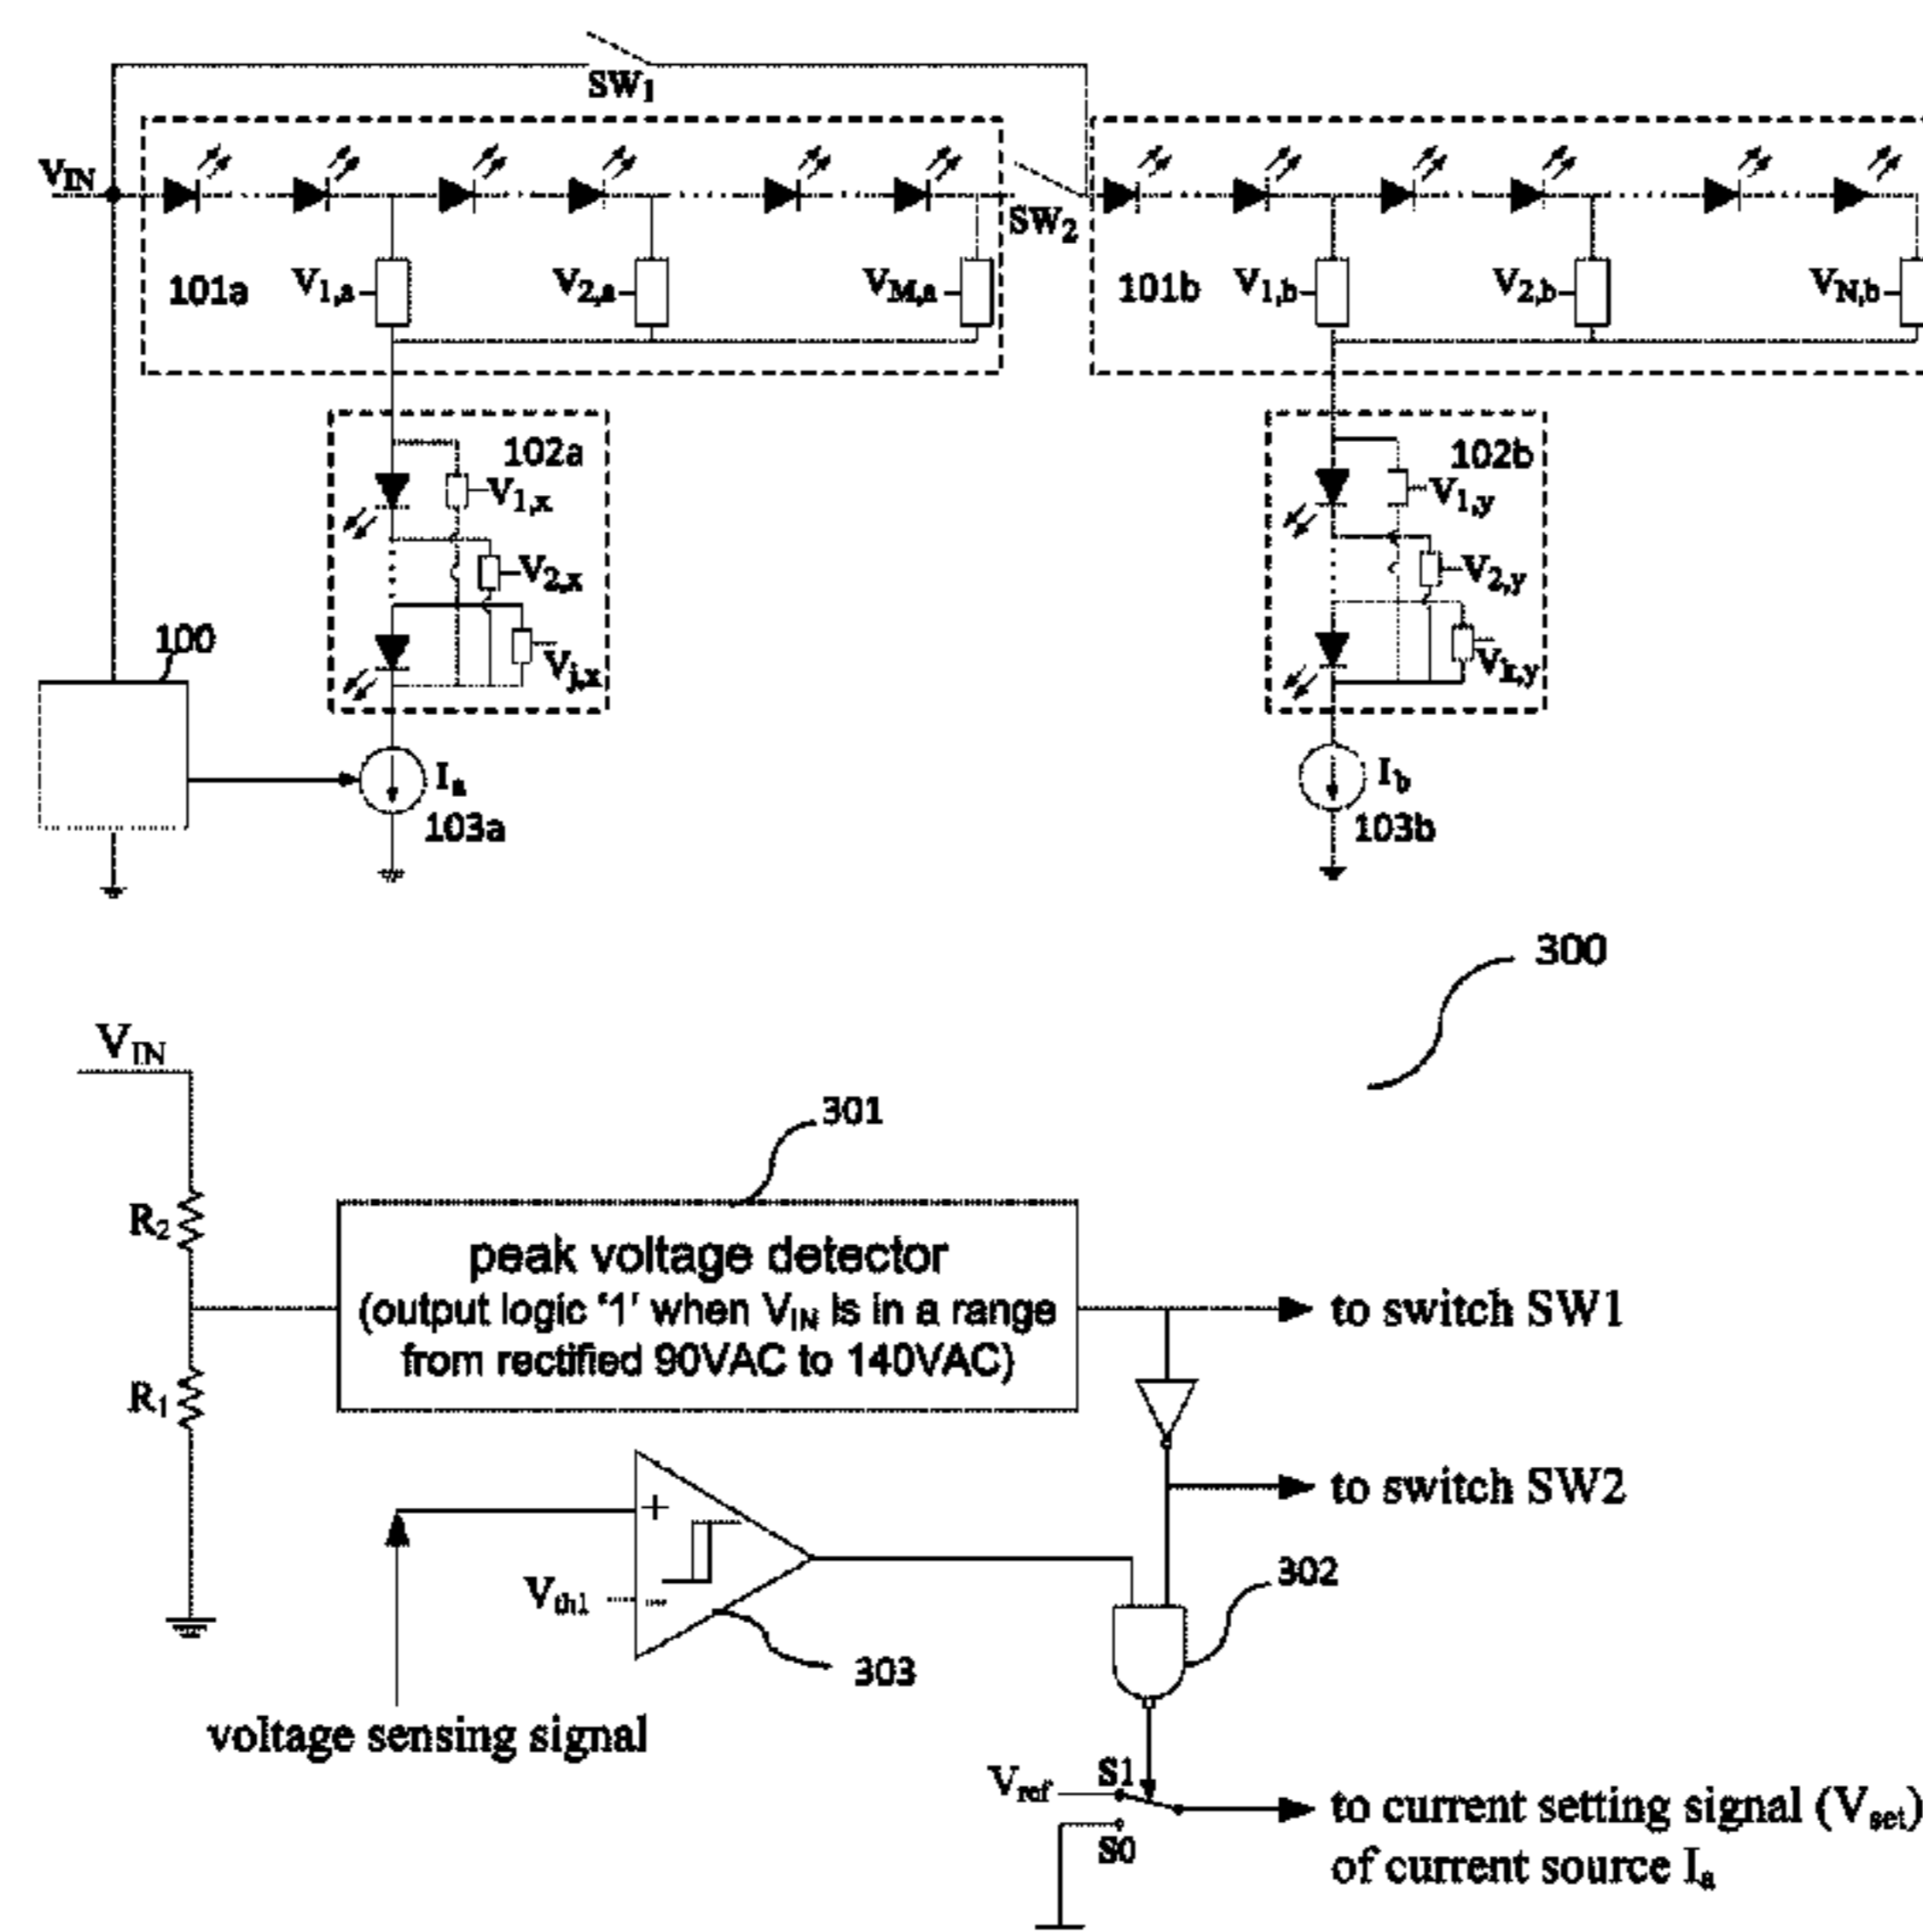 SW1
VIN
SW2
101a
V1,a
V2,a
VM,a
101b
V1,b
V2,b
VN,b
102a
V1,x
V2,x
Vj,x
102b
V1,y
V2,y
100
Ia
103a
Ib
103b
300
VIN
301
R2
peak voltage detector
(output logic '1' when VIN is in a range
from rectified 90VAC to 140VAC)
to switch SW1
R1
+
to switch SW2
Vth1
-
302
303
voltage sensing signal
Vref
S1
S0
to current setting signal (Vset)
of current source Ia